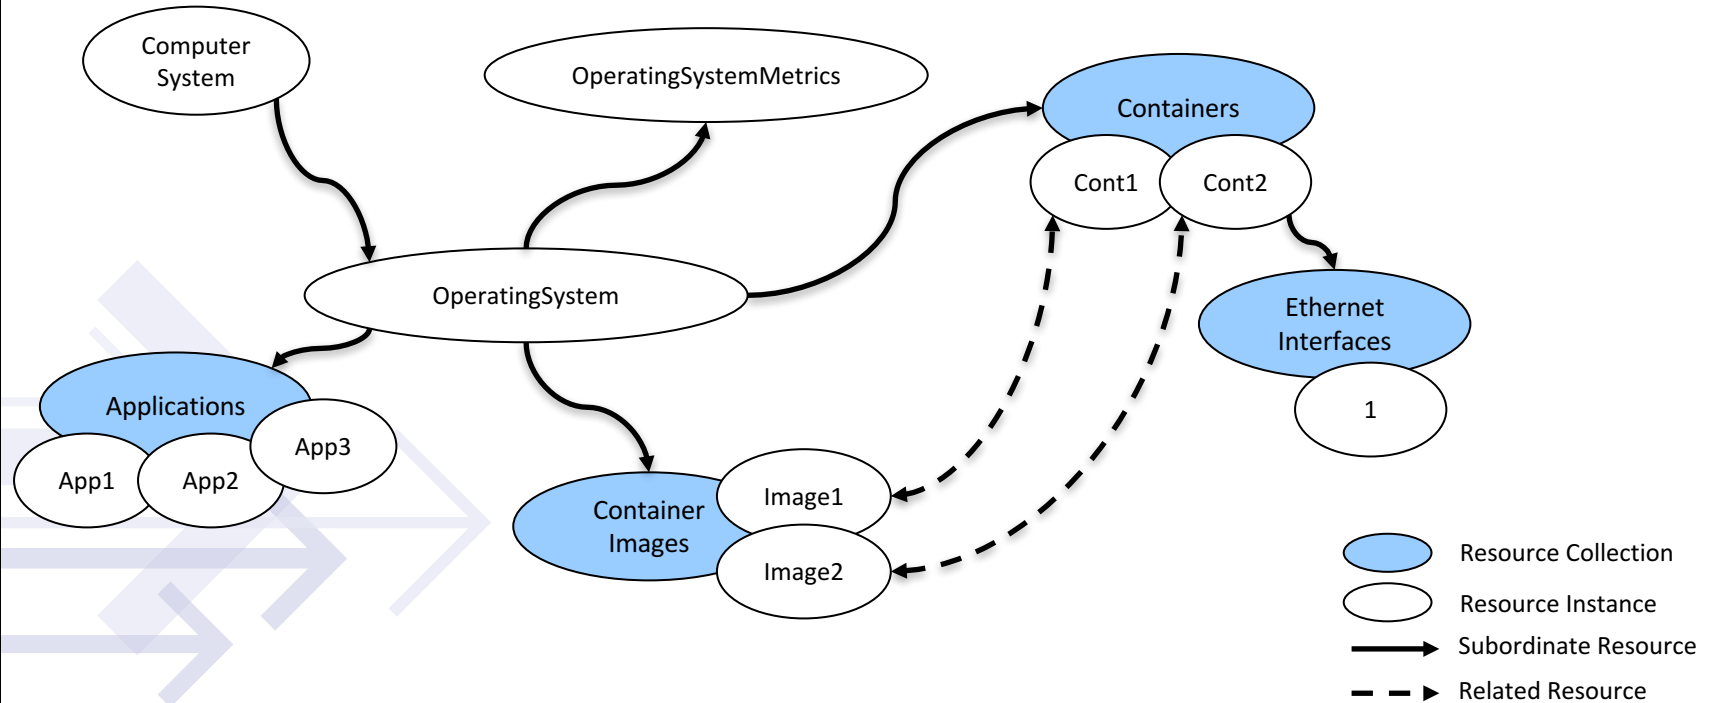 Computer
System
OperatingSystemMetrics
Containers
Cont1
Cont2
OperatingSystem
Ethernet
Interfaces
1
Applications
App1
App2
App3
Container
Images
Image1
Image2
Resource Collection
Resource Instance
Subordinate Resource
Related Resource